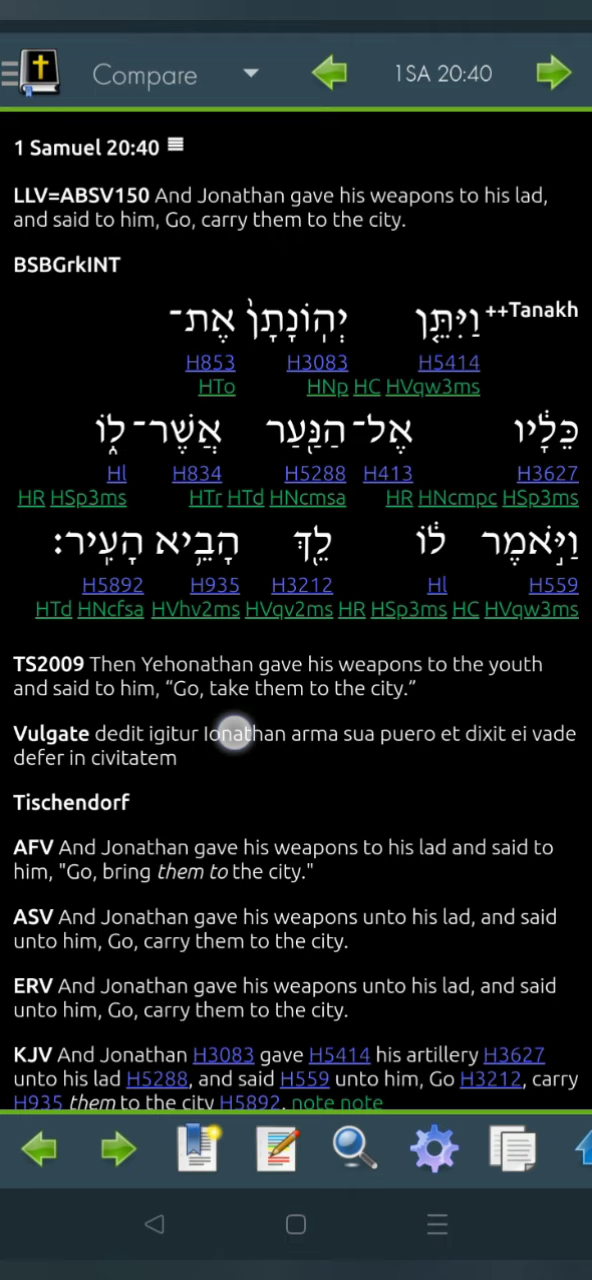 Compare
1SA 20:40
1 Samuel 20:40
LLV=ABSV150 And Jonathan gave his weapons to his lad,
and said to him, Go, carry them to the city.
BSBGrkINT
++Tanakh וַיִּתֵּ֤ן יְהֽוֹנָתָן֙ אֶת־
H5414 H3083 H853
HTo HNp HC HVqw3ms
כֵּלָ֔יו אֶל־ הַנַּ֖עַר אֲשֶׁר־ ל֑וֹ
H3627 H413 H5288 H834 Hl
HR HSp3ms HTr HTd HNcmsa HR HNcmpc HSp3ms
וַיֹּ֣אמֶר ל֔וֹ לֵ֖ךְ הָבֵ֥יא הָעִֽיר׃
H559 Hl H3212 H935 H5892
HTd HNcfsa HVhv2ms HVqv2ms HR HSp3ms HC HVqw3ms
TS2009 Then Yehonathan gave his weapons to the youth
and said to him, “Go, take them to the city.”
Vulgate dedit igitur Ionathan arma sua puero et dixit ei vade
defer in civitatem
Tischendorf
AFV And Jonathan gave his weapons to his lad and said to
him, "Go, bring them to the city."
ASV And Jonathan gave his weapons unto his lad, and said
unto him, Go, carry them to the city.
ERV And Jonathan gave his weapons unto his lad, and said
unto him, Go, carry them to the city.
KJV And Jonathan H3083 gave H5414 his artillery H3627
unto his lad H5288, and said H559 unto him, Go H3212, carry
H935 them to the city H5892. note note